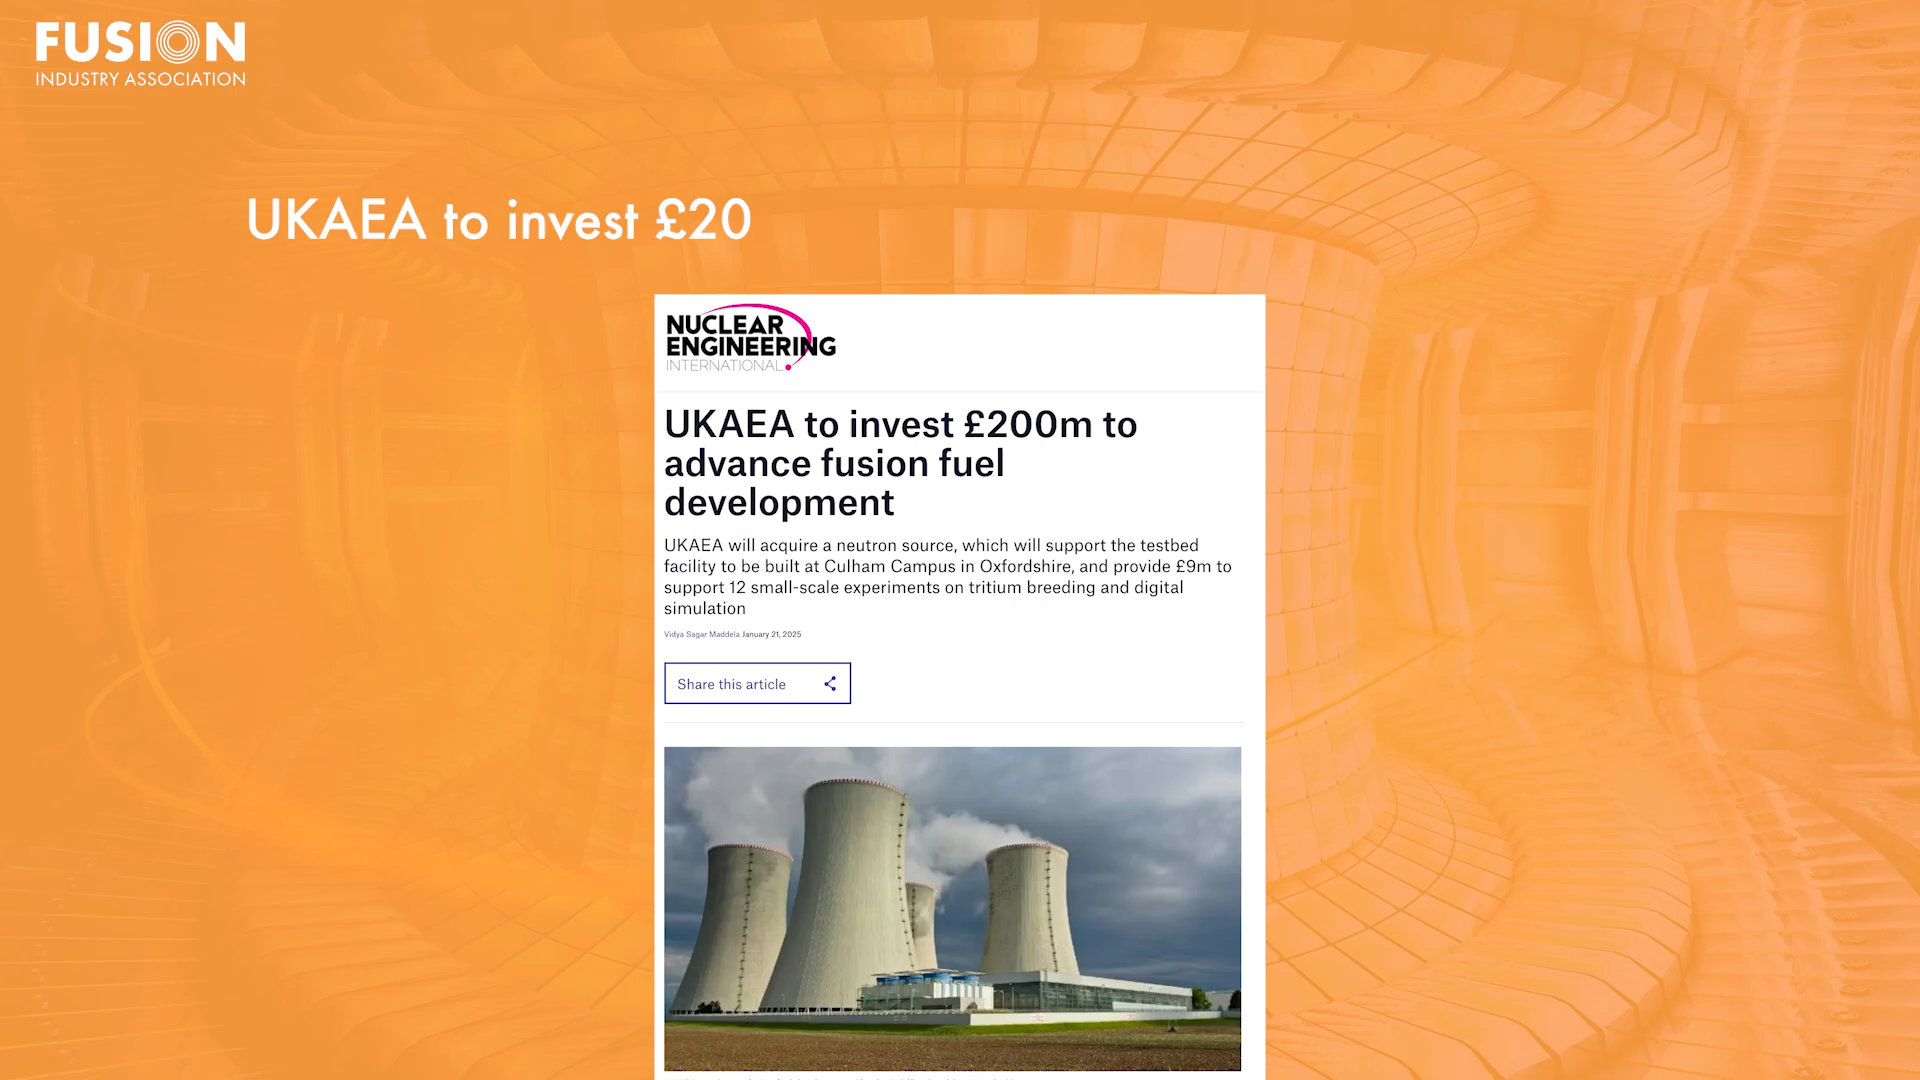 FUSION
INDUSTRY ASSOCIATION
UKAEA to invest £20
NUCLEAR
ENGINEERING
INTERNATIONAL
UKAEA to invest £200m to
advance fusion fuel
development
UKAEA will acquire a neutron source, which will support the testbed
facility to be built at Culham Campus in Oxfordshire, and provide £9m to
support 12 small-scale experiments on tritium breeding and digital
simulation
Vidya Sagar Maddela January 21, 2025
Share this article